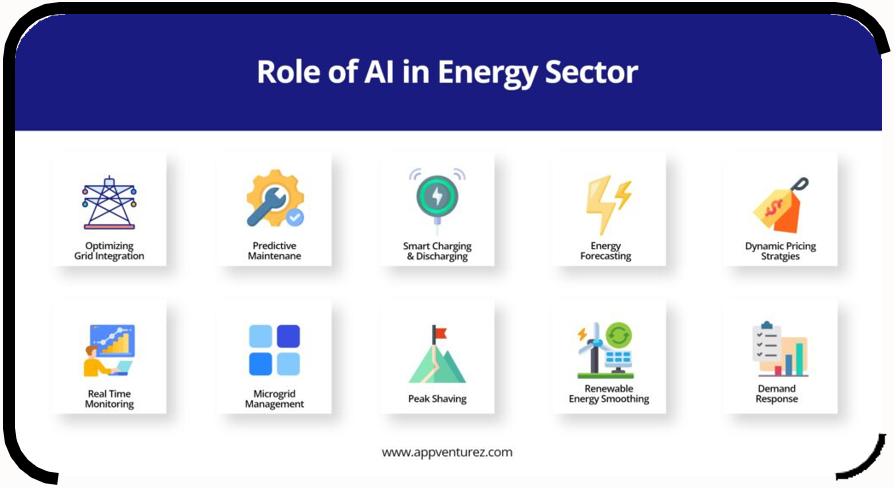 Role of AI in Energy Sector
Optimizing
Grid Integration
Predictive
Maintenane
Smart Charging
& Discharging
Energy
Forecasting
Dynamic Pricing
Stratgies
Real Time
Monitoring
Microgrid
Management
Peak Shaving
Renewable
Energy Smoothing
Demand
Response
www.appventurez.com